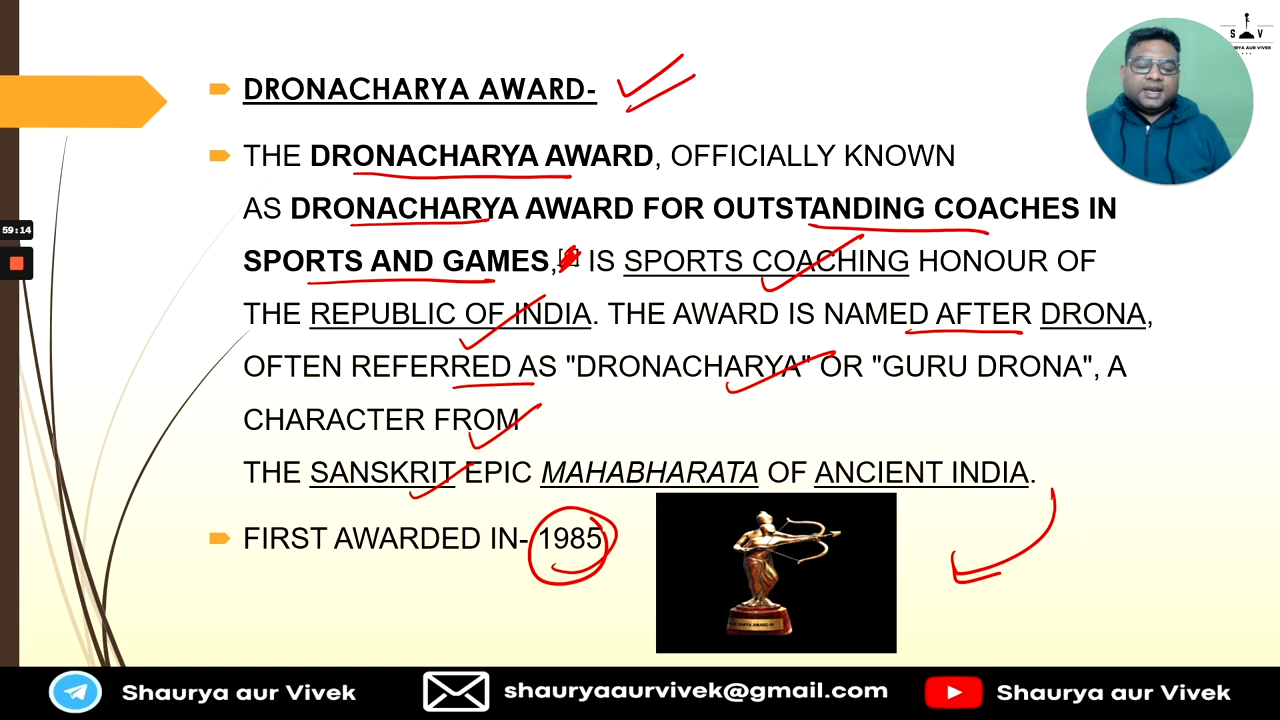 S V
URYA AUR VIVEK
DRONACHARYA AWARD-
THE DRONACHARYA AWARD, OFFICIALLY KNOWN
AS DRONACHARYA AWARD FOR OUTSTANDING COACHES IN
SPORTS AND GAMES, IS SPORTS COACHING HONOUR OF
THE REPUBLIC OF INDIA. THE AWARD IS NAMED AFTER DRONA,
OFTEN REFERRED AS "DRONACHARYA" OR "GURU DRONA", A
CHARACTER FROM
THE SANSKRIT EPIC MAHABHARATA OF ANCIENT INDIA.
FIRST AWARDED IN- 1985
59:14
Shaurya aur Vivek
shauryaaurvivek@gmail.com
Shaurya aur Vivek